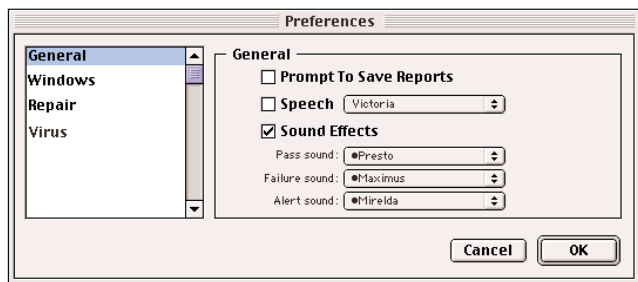 Preferences
General
Windows
Repair
Virus
General
Prompt To Save Reports
Speech Victoria
Sound Effects
Pass sound: •Presto
Failure sound: •Maximus
Alert sound: •Mirelda
Cancel OK